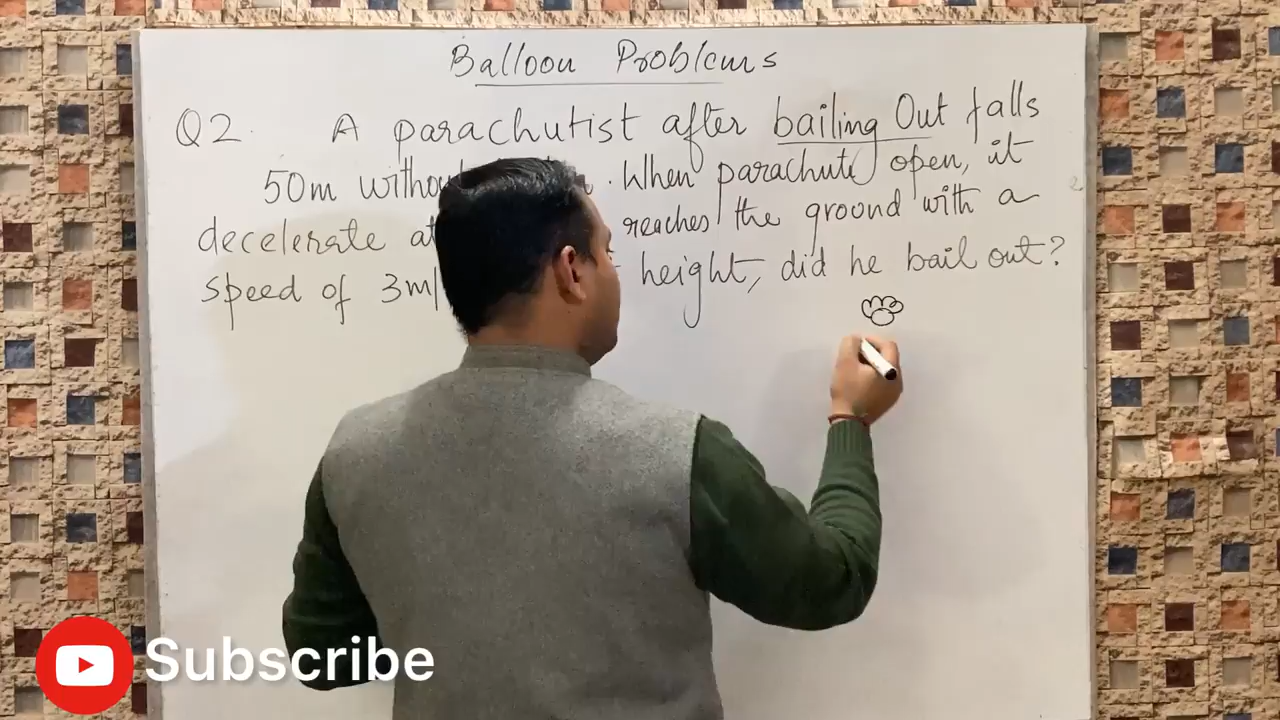 Balloon Problems
Q2. A parachutist after bailing Out falls
50m without . When parachute open, it
decelerate at reaches the ground with a
speed of 3m/ height, did he bail out?
Subscribe